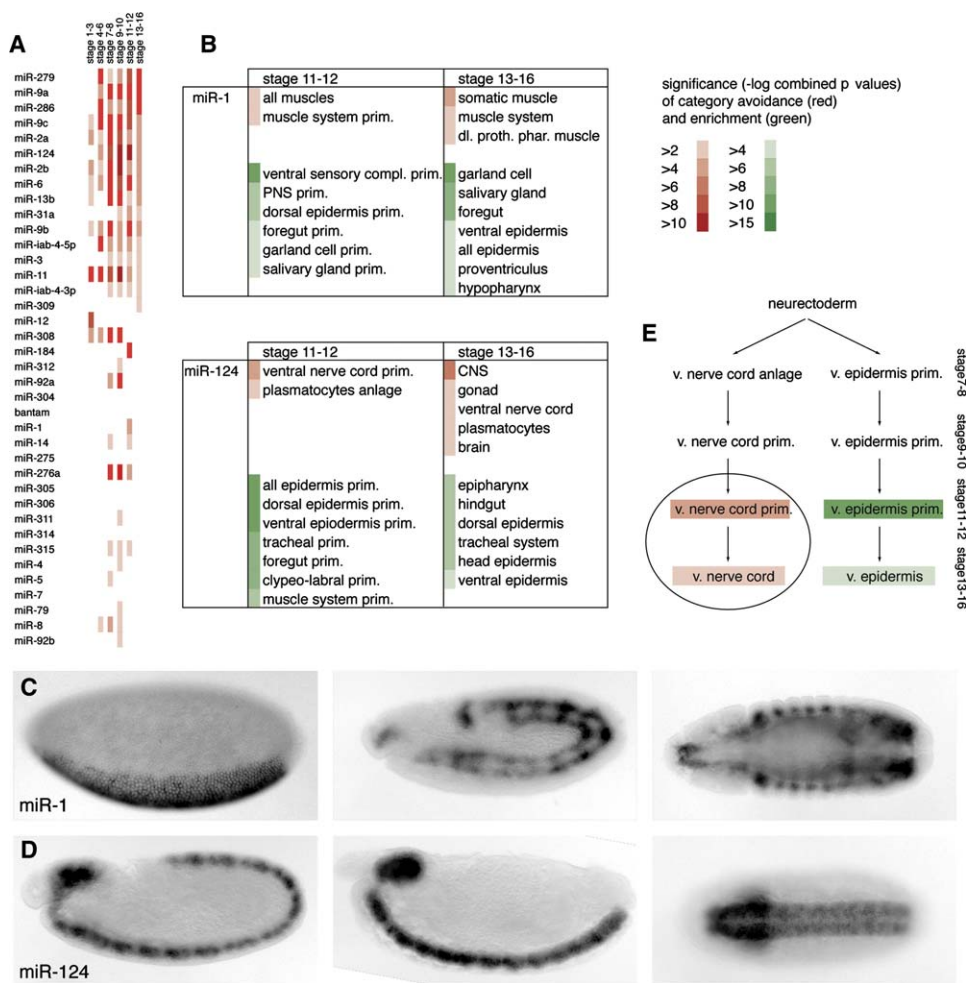 A
stage 1-3
stage 4-6
stage 7-8
stage 9-10
stage 11-12
stage 13-16
miR-279
miR-9a
miR-286
miR-9c
miR-2a
miR-124
miR-2b
miR-6
miR-13b
miR-31a
miR-9b
miR-iab-4-5p
miR-3
miR-11
miR-iab-4-3p
miR-309
miR-12
miR-308
miR-184
miR-312
miR-92a
miR-304
bantam
miR-1
miR-14
miR-275
miR-276a
miR-305
miR-306
miR-311
miR-314
miR-315
miR-4
miR-5
miR-7
miR-79
miR-8
miR-92b
B
stage 11-12 stage 13-16
miR-1 all muscles somatic muscle
muscle system prim. muscle system
dl. proth. phar. muscle
ventral sensory compl. prim. garland cell
PNS prim. salivary gland
dorsal epidermis prim. foregut
foregut prim. ventral epidermis
garland cell prim. all epidermis
salivary gland prim. proventriculus
hypopharynx
stage 11-12 stage 13-16
miR-124 ventral nerve cord prim. CNS
plasmatocytes anlage gonad
ventral nerve cord
plasmatocytes
brain
all epidermis prim. epipharynx
dorsal epidermis prim. hindgut
ventral epiodermis prim. dorsal epidermis
tracheal prim. tracheal system
foregut prim. head epidermis
clypeo-labral prim. ventral epidermis
muscle system prim.
significance (-log combined p values)
of category avoidance (red)
and enrichment (green)
>2 >4
>4 >6
>6 >8
>8 >10
>10 >15
E
neurectoderm
v. nerve cord anlage v. epidermis prim.
stage7-8
v. nerve cord prim. v. epidermis prim.
stage9-10
v. nerve cord prim. v. epidermis prim.
stage11-12
v. nerve cord v. epidermis
stage13-16
C
miR-1
D
miR-124